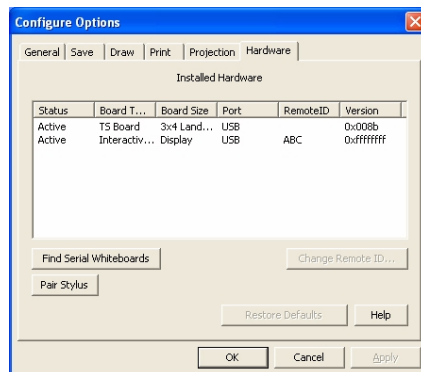 Configure Options
General Save Draw Print Projection Hardware
Installed Hardware
Status Board T... Board Size Port RemoteID Version
Active TS Board 3x4 Land... USB 0x008b
Active Interactiv... Display USB ABC 0xffffffff
Find Serial Whiteboards Change Remote ID...
Pair Stylus
Restore Defaults Help
OK Cancel Apply